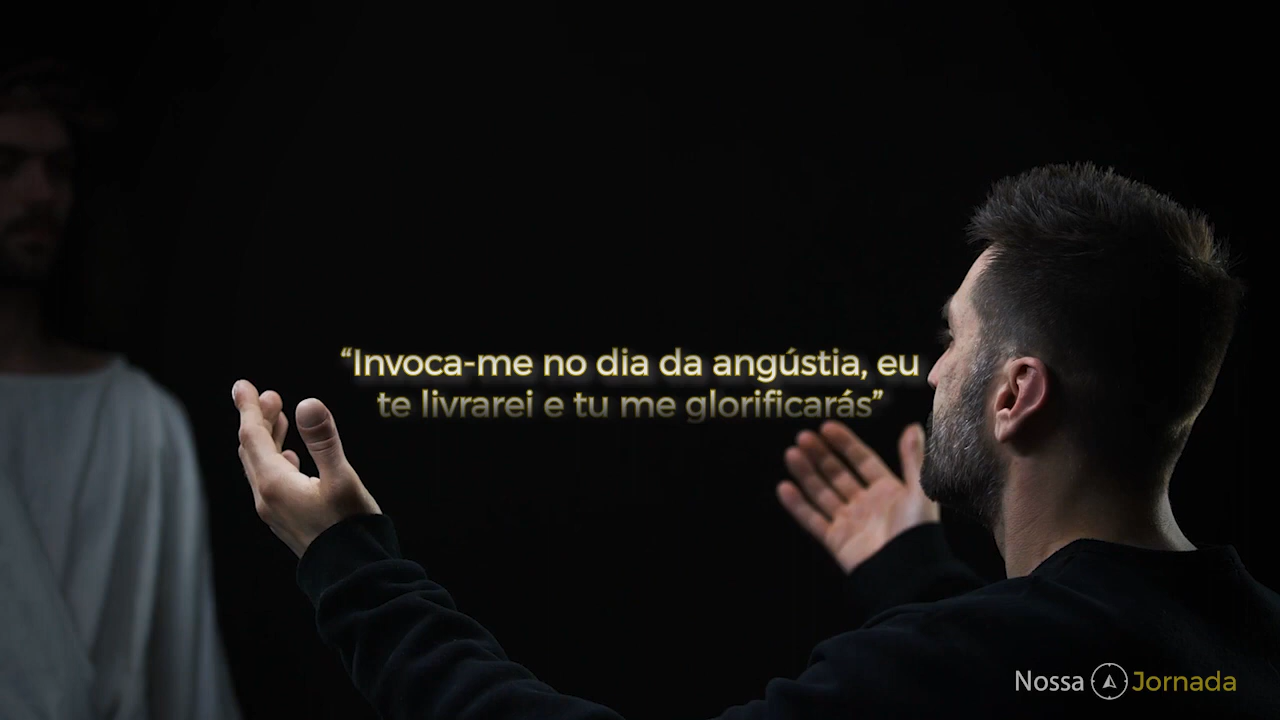 “Invoca-me no dia da angústia, eu
te livrarei e tu me glorificarás”
Nossa Jornada